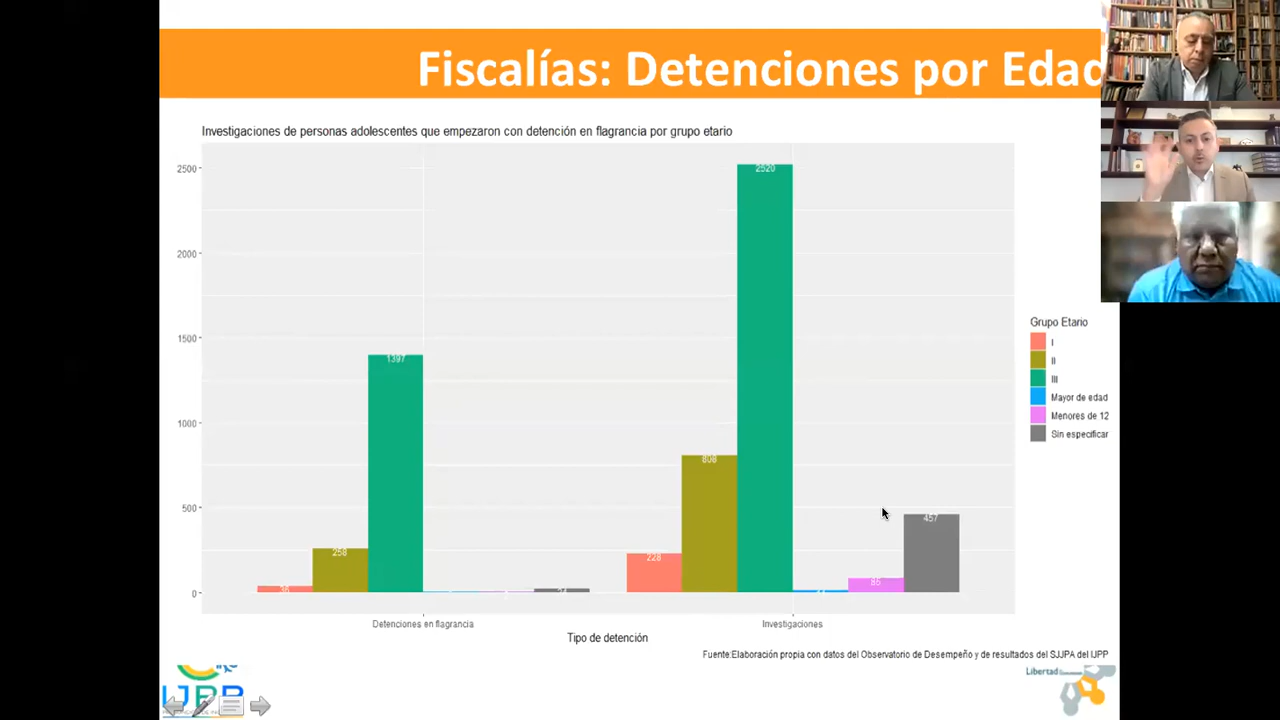 Fiscalías: Detenciones por Edad
Investigaciones de personas adolescentes que empezaron con detención en flagrancia por grupo etario
2500
2000
1500
1000
500
0
258
1397
228
808
2520
86
457
Detenciones en flagrancia
Investigaciones
Tipo de detención
Grupo Etario
I
II
III
Mayor de edad
Menores de 12
Sin especificar
Fuente:Elaboración propia con datos del Observatorio de Desempeño y de resultados del SJJPA del IJPP
IJPP
Libertad